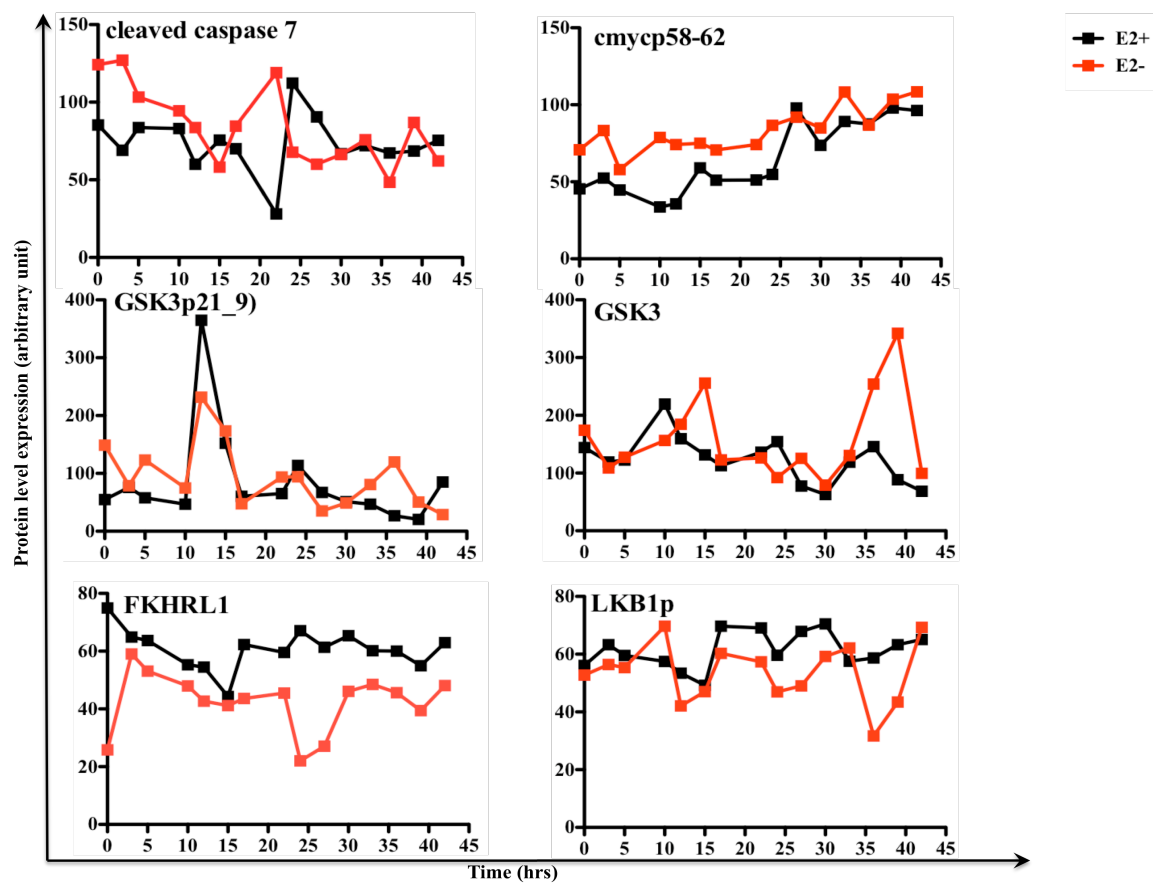 cleaved caspase 7
150
100
50
0
0 5 10 15 20 25 30 35 40 45
cmycp58-62
150
100
50
0
0 5 10 15 20 25 30 35 40 45
E2+
E2-
GSK3p21_9)
400
300
200
100
0
0 5 10 15 20 25 30 35 40 45
GSK3
400
300
200
100
0
0 5 10 15 20 25 30 35 40 45
FKHRL1
80
60
40
20
0
0 5 10 15 20 25 30 35 40 45
LKB1p
80
60
40
20
0
0 5 10 15 20 25 30 35 40 45
Protein level expression (arbitrary unit)
Time (hrs)